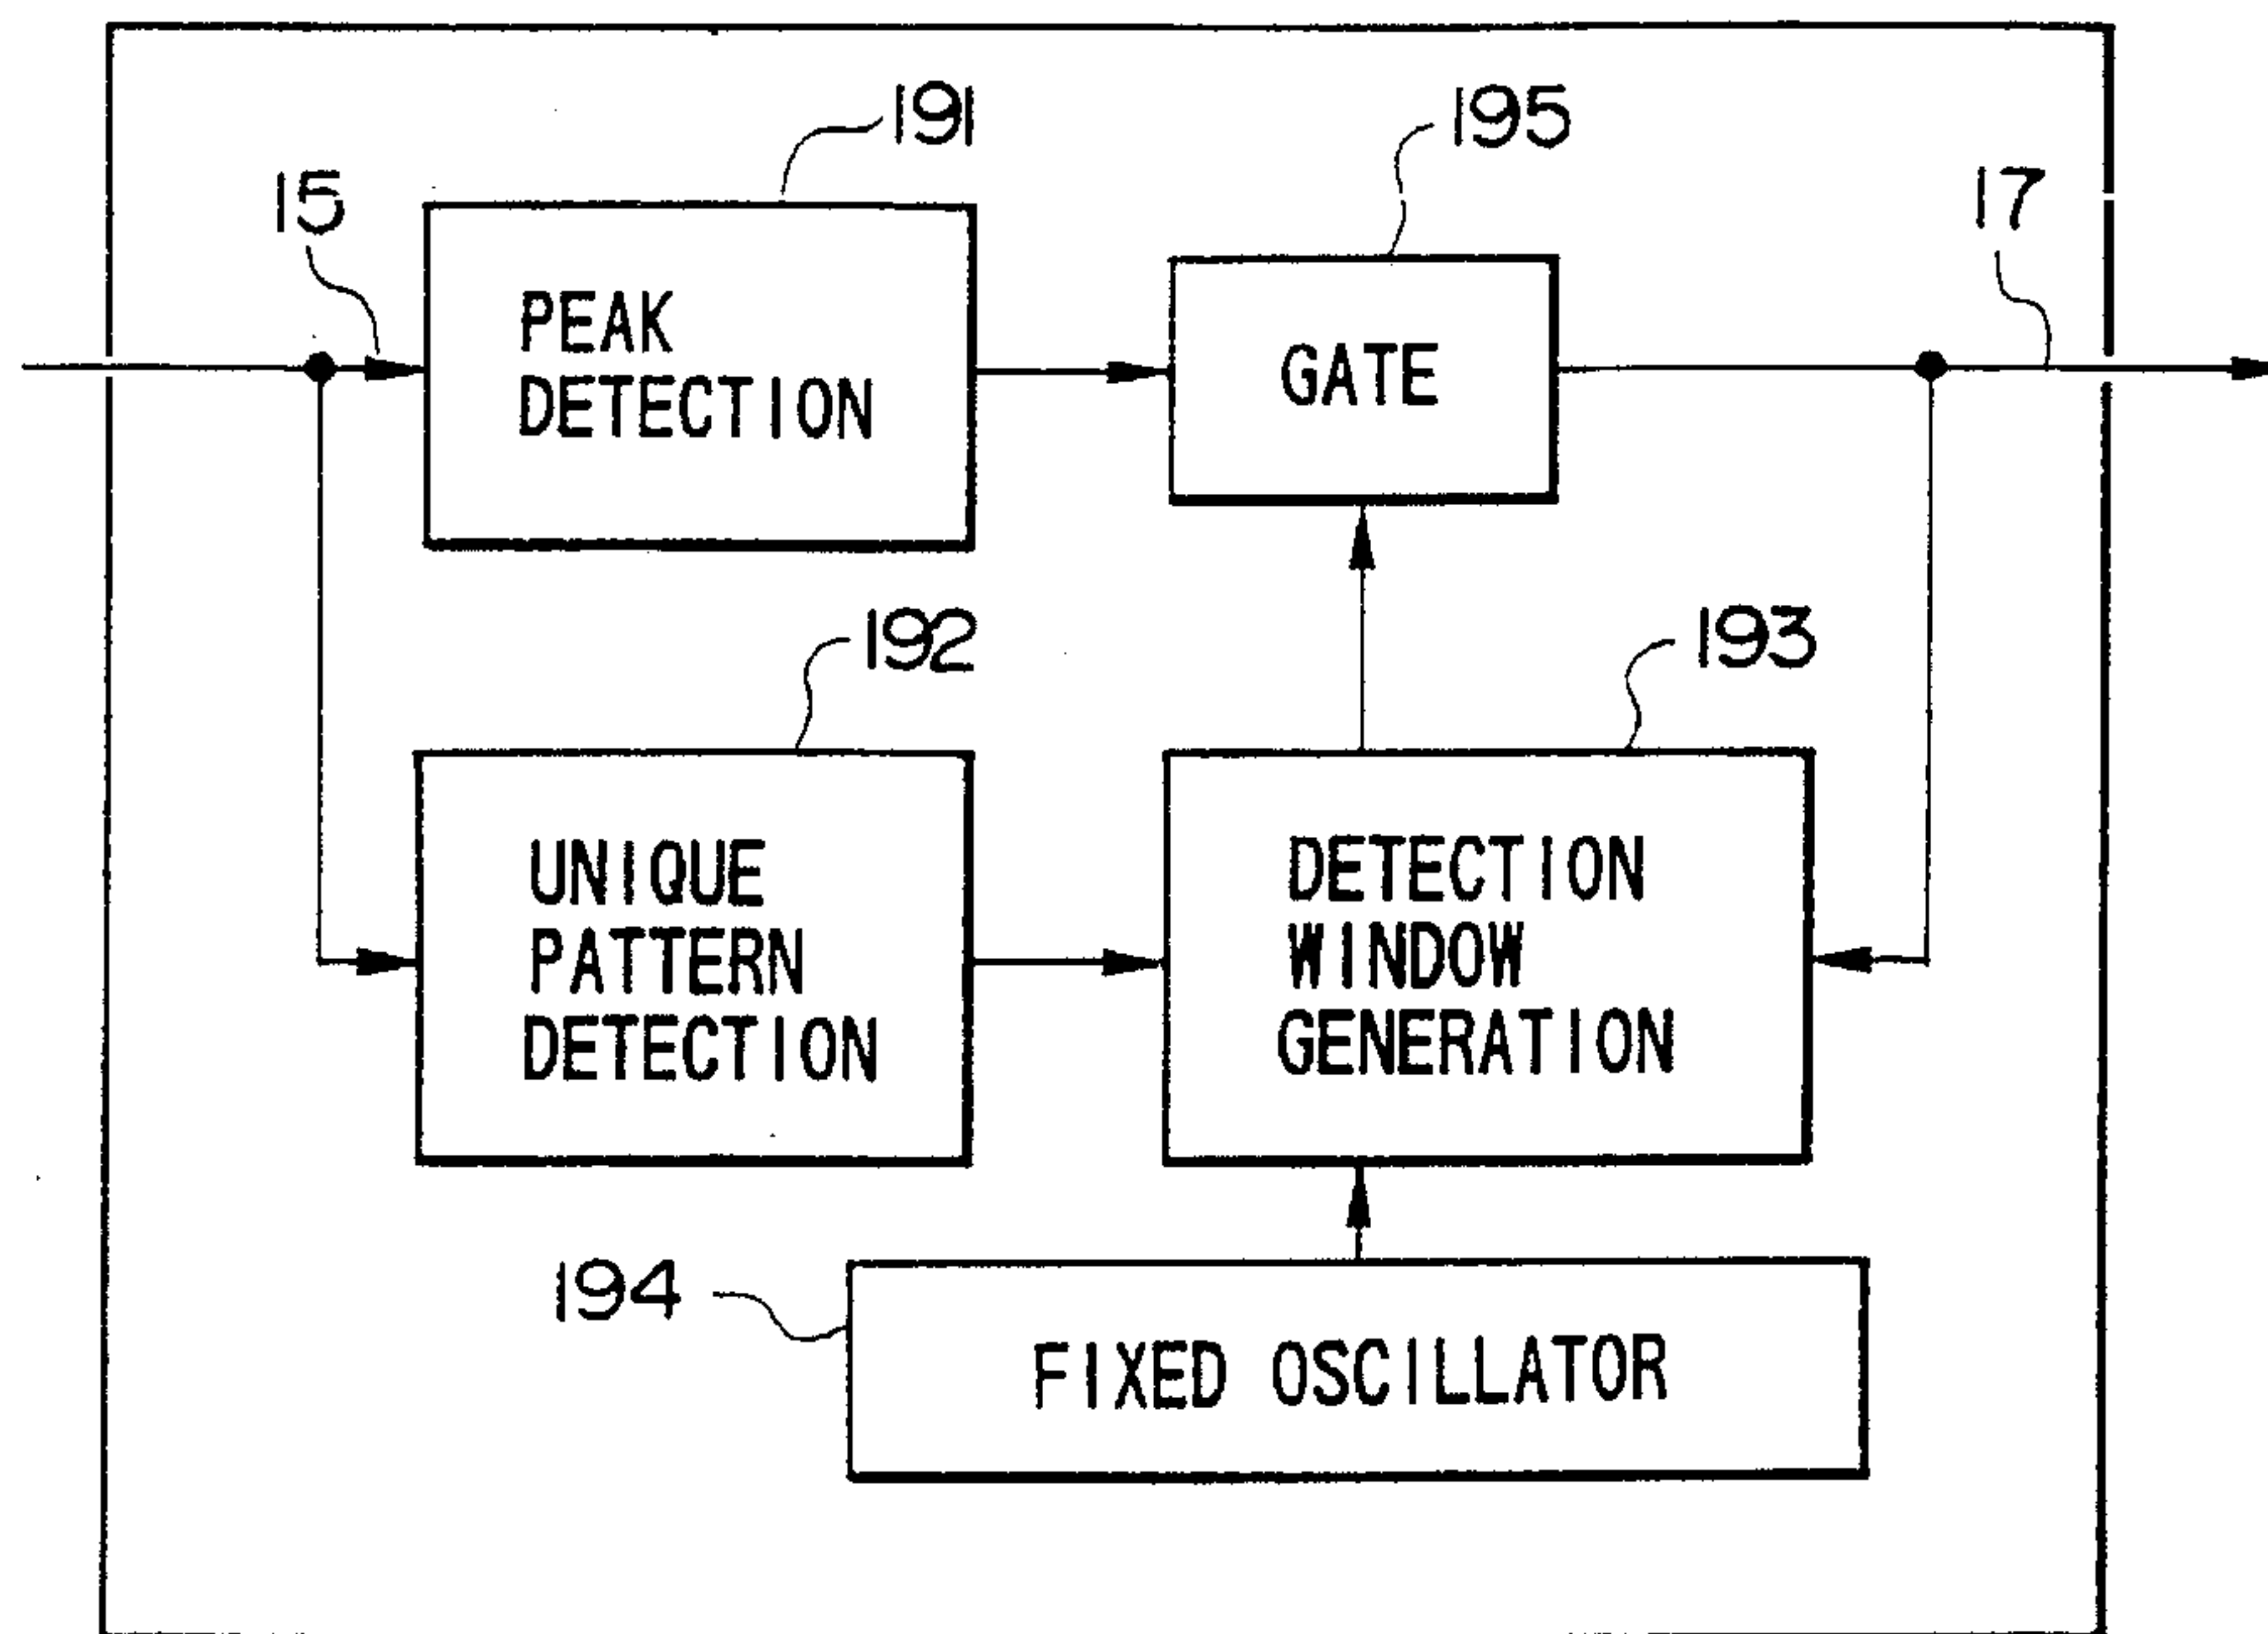 191
195
15
17
PEAK
DETECTION
GATE
192
193
UNIQUE
PATTERN
DETECTION
DETECTION
WINDOW
GENERATION
194
FIXED OSCILLATOR